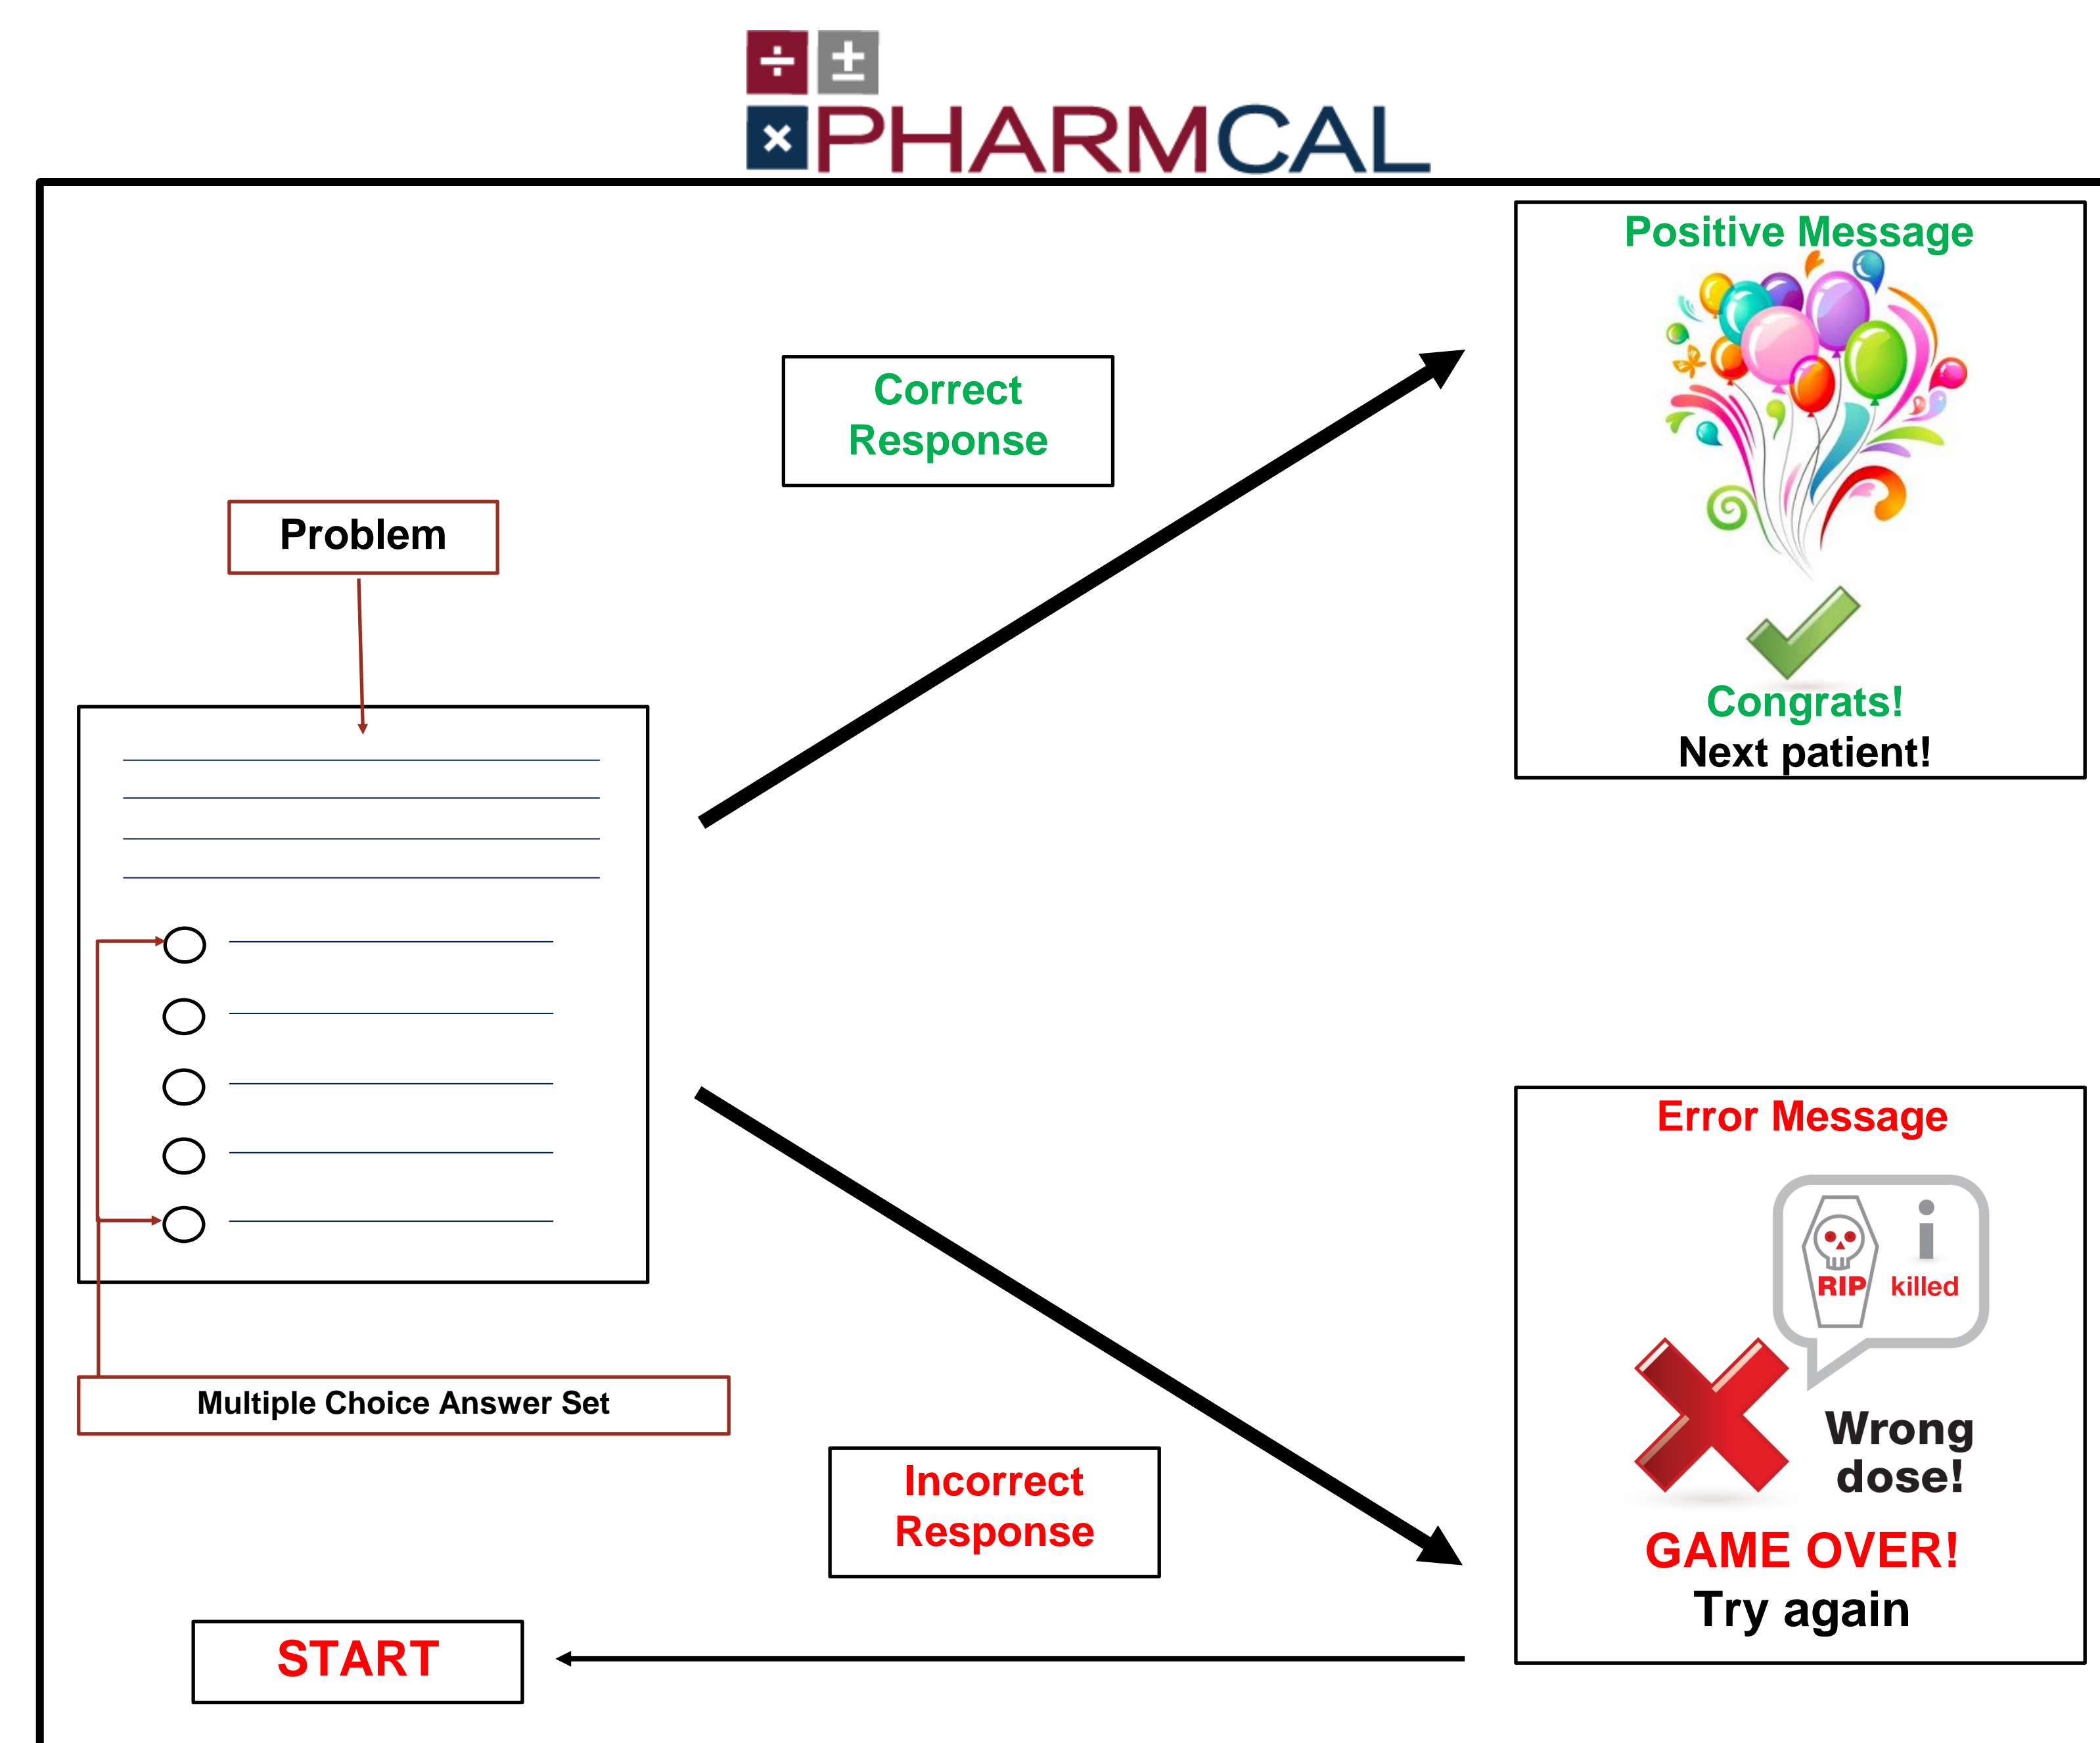 PHARMCAL
Positive Message
Correct
Response
Problem
Congrats!
Next patient!
Error Message
i
RIP killed
Multiple Choice Answer Set
Wrong
dose!
Incorrect
Response
GAME OVER!
Try again
START